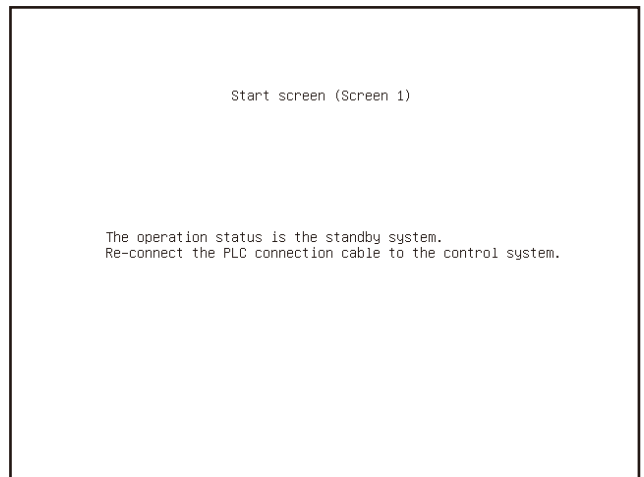 Start screen (Screen 1)
The operation status is the standby system.
Re-connect the PLC connection cable to the control system.